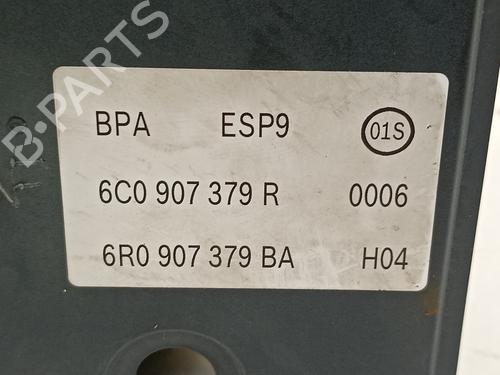 BPA ESP9 01S
6C0 907 379 R 0006
6R0 907 379 BA H04
B-PARTS